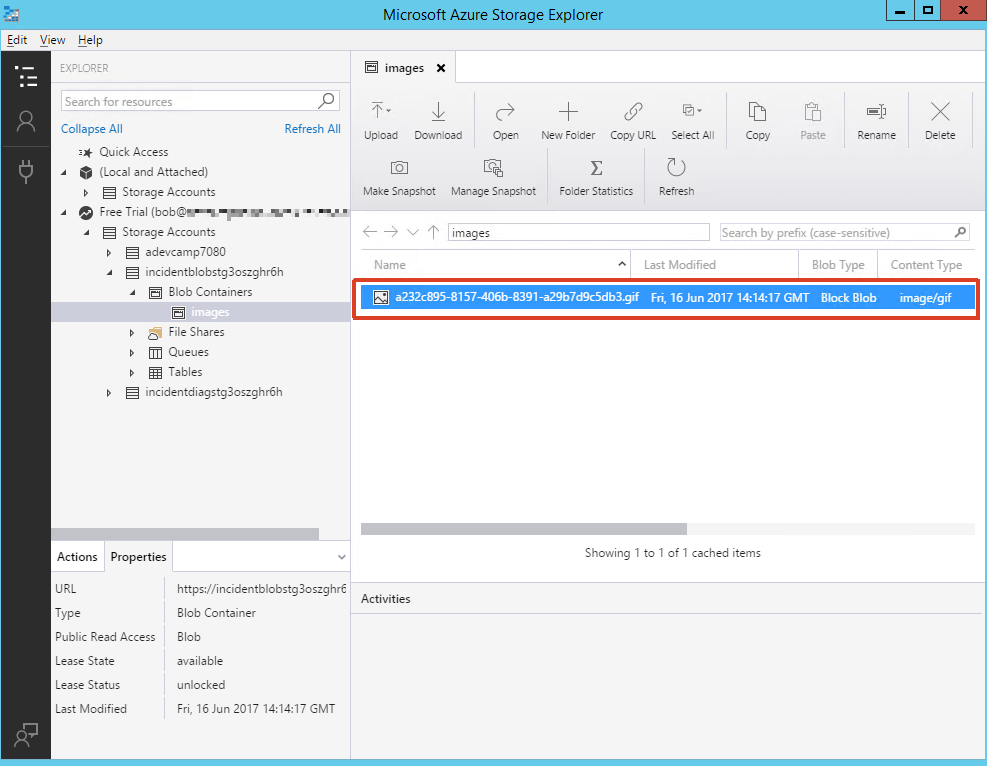 Microsoft Azure Storage Explorer
Edit View Help
EXPLORER
Search for resources
Collapse All Refresh All
Quick Access
(Local and Attached)
Storage Accounts
Free Trial (bob@
Storage Accounts
adevcamp7080
incidentblobstg3oszghr6h
Blob Containers
images
File Shares
Queues
Tables
incidentdiagstg3oszghr6h
Actions Properties
URL https://incidentblobstg3oszghr6
Type Blob Container
Public Read Access Blob
Lease State available
Lease Status unlocked
Last Modified Fri, 16 Jun 2017 14:14:17 GMT
images
Upload Download Open New Folder Copy URL Select All Copy Paste Rename Delete
Make Snapshot Manage Snapshot Folder Statistics Refresh
images Search by prefix (case-sensitive)
Name Last Modified Blob Type Content Type
a232c895-8157-406b-8391-a29b7d9c5db3.gif Fri, 16 Jun 2017 14:14:17 GMT Block Blob image/gif
Showing 1 to 1 of 1 cached items
Activities